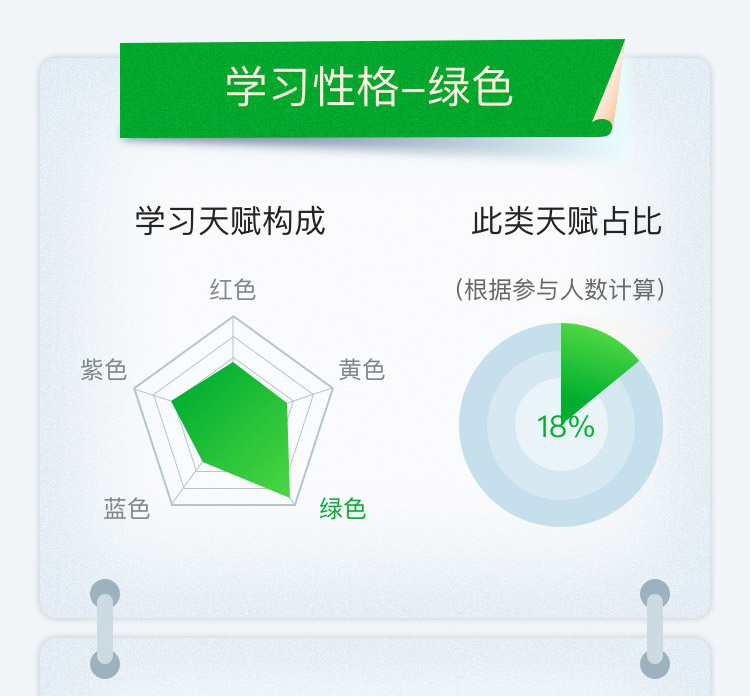 学习性格–绿色
学习天赋构成
此类天赋占比
（根据参与人数计算）
红色
紫色
黄色
蓝色
绿色
18%